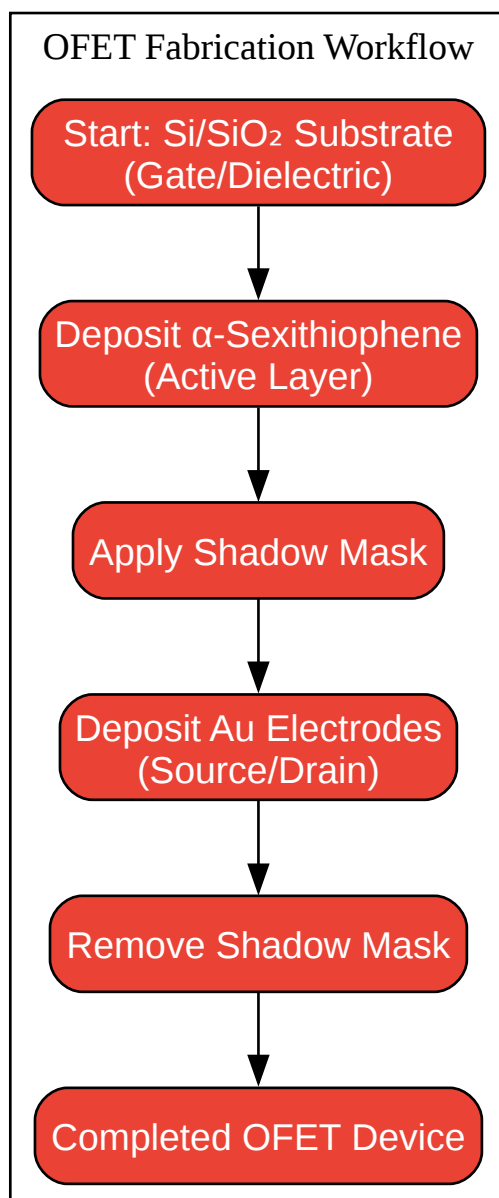 OFET Fabrication Workflow
Start: Si/SiO₂ Substrate
(Gate/Dielectric)
Deposit α-Sexithiophene
(Active Layer)
Apply Shadow Mask
Deposit Au Electrodes
(Source/Drain)
Remove Shadow Mask
Completed OFET Device